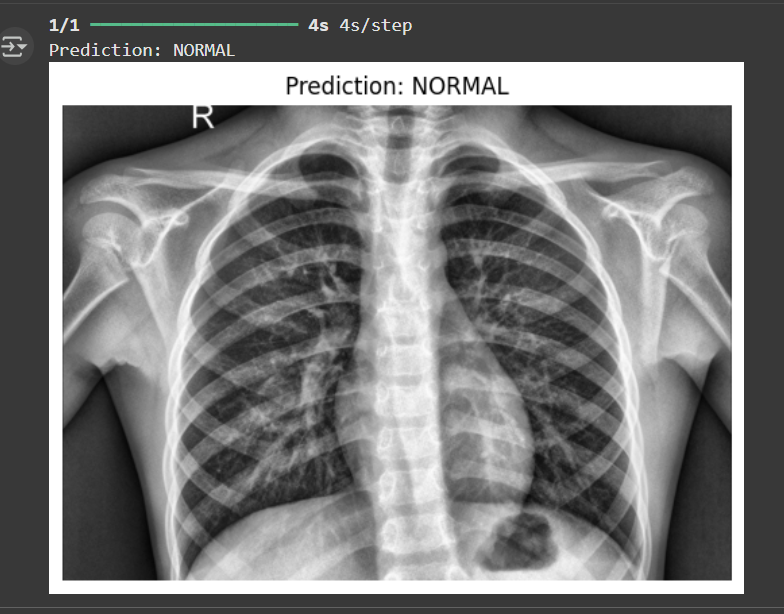 1/1 ━━━━━━━━━━━━━━━━━━━━ 4s 4s/step
Prediction: NORMAL
Prediction: NORMAL
R